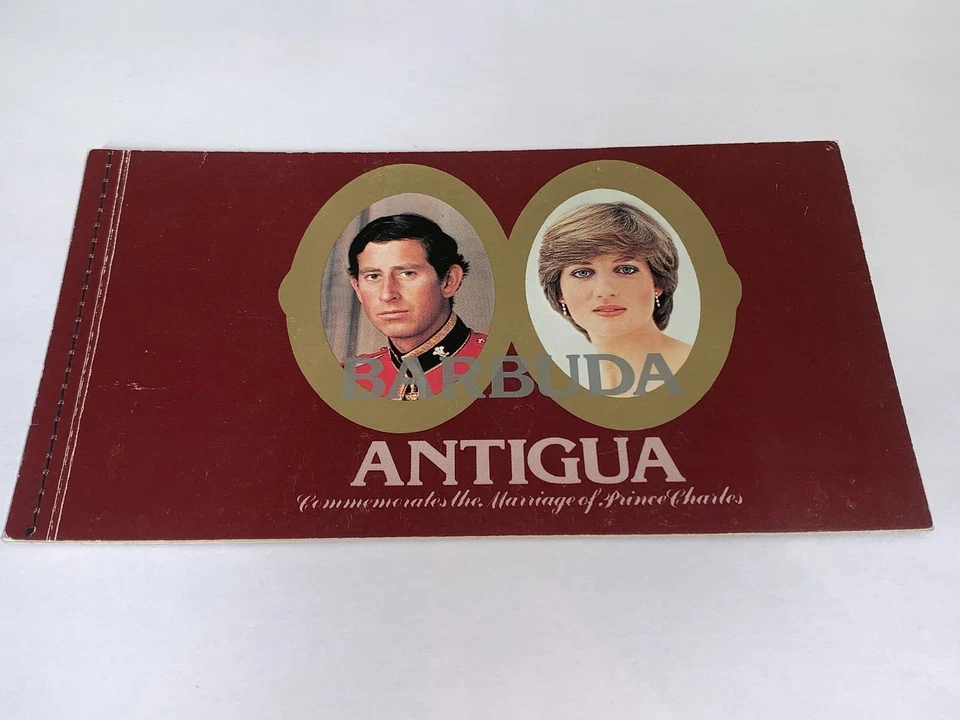 BARBUDA
ANTIGUA
Commemorates the Marriage of Prince Charles